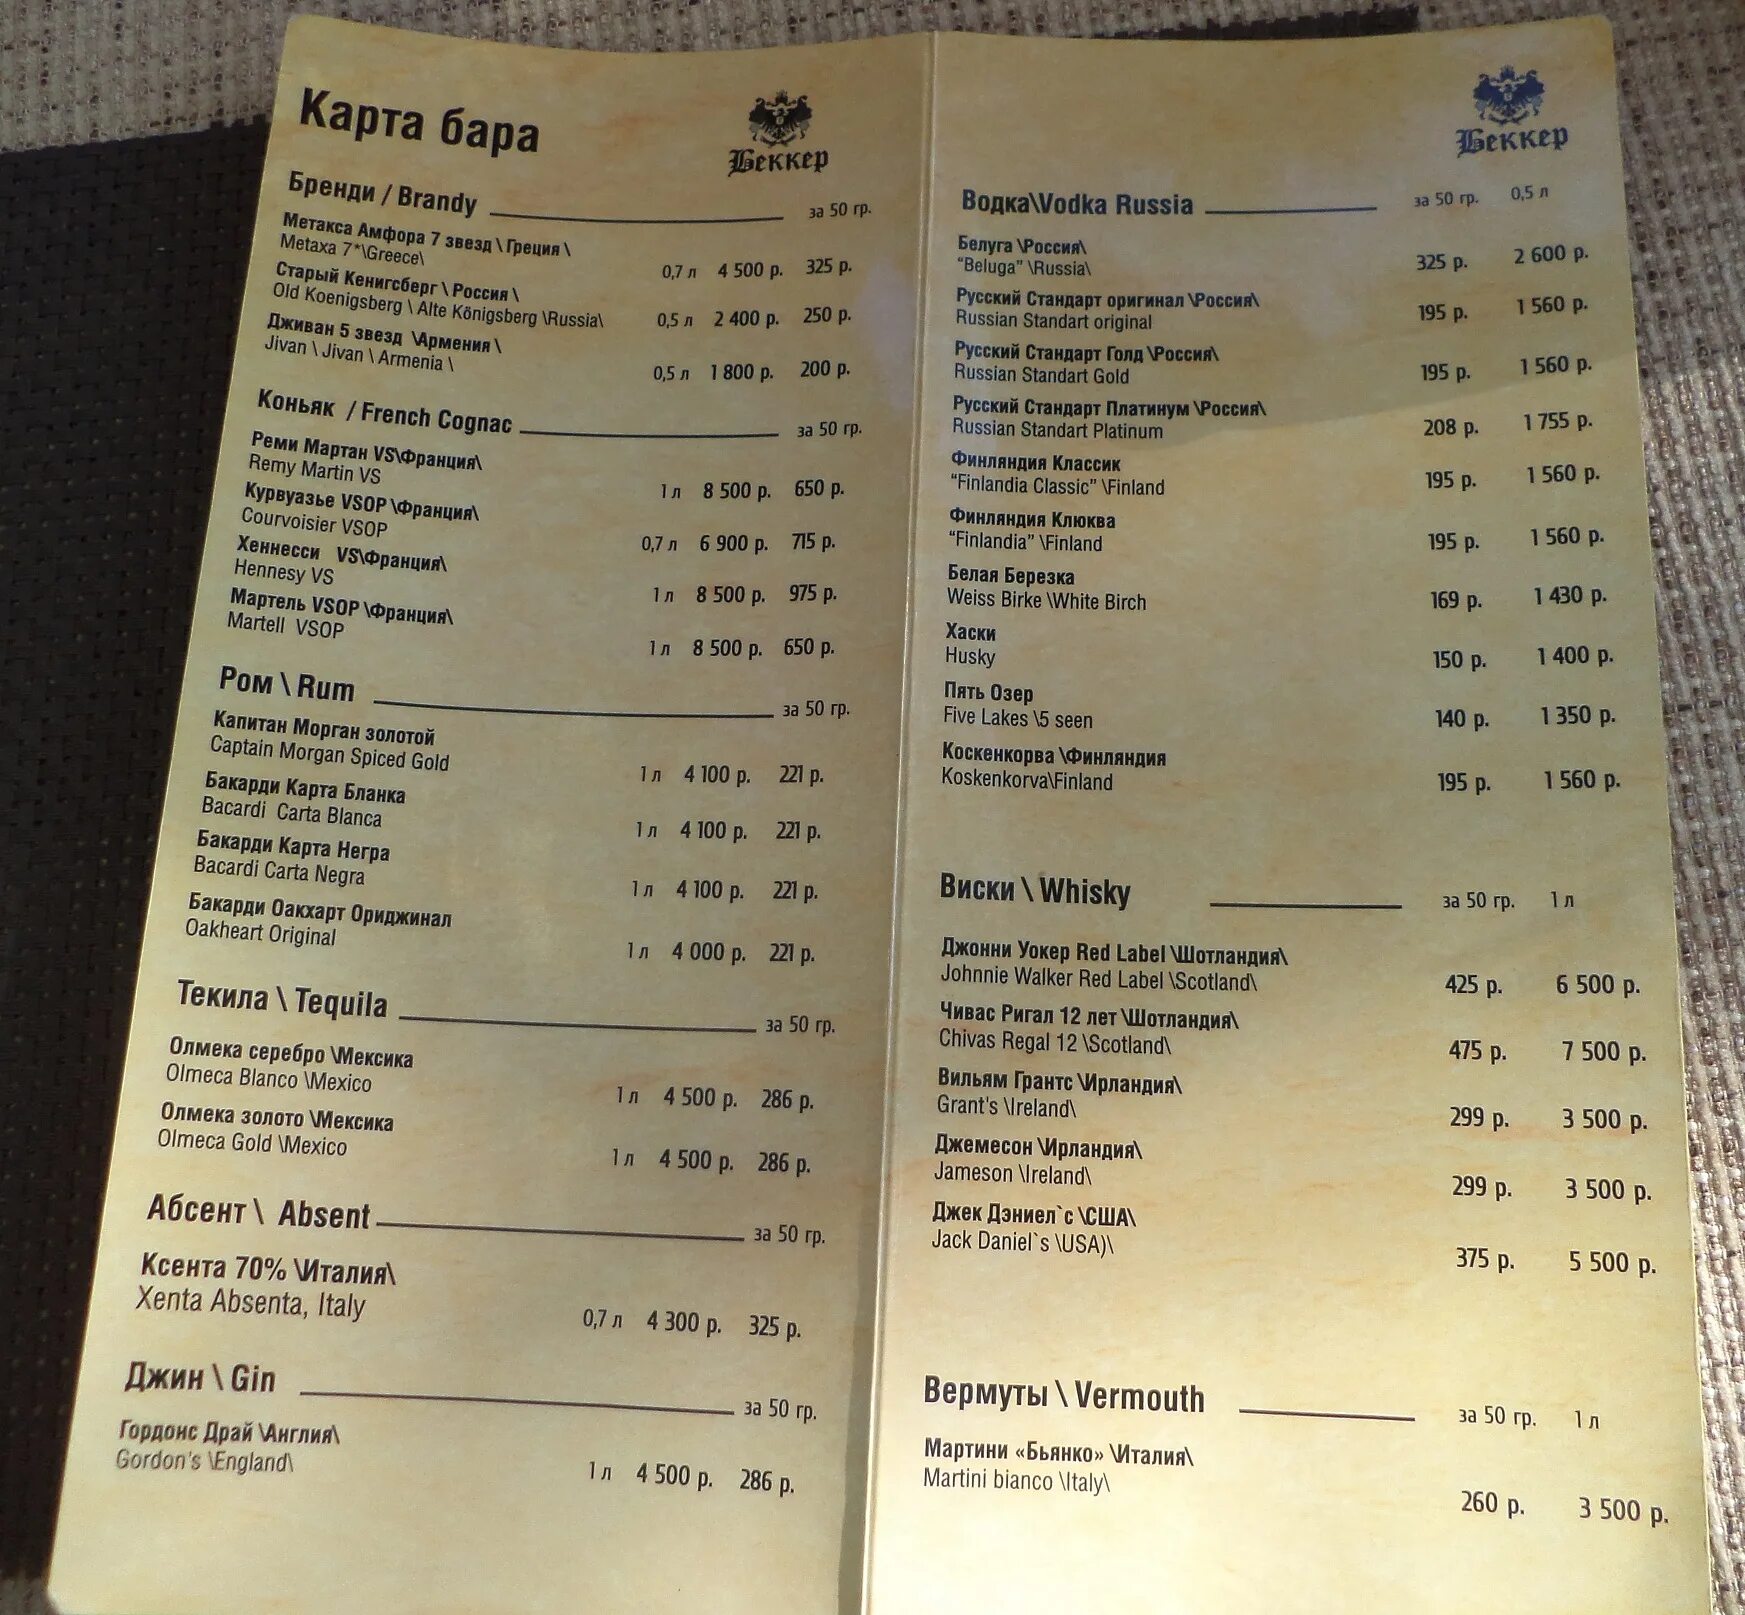 Карта бара
Беккер
Бренди / Brandy за 50 гр.
Метакса Амфора 7 звезд \ Греция \
Metaxa 7*\Greece\
0,7 л 4 500 р. 325 р.
Старый Кенигсберг \ Россия \
Old Koenigsberg \ Alte Königsberg \Russia\
0,5 л 2 400 р. 250 р.
Дживан 5 звезд \Армения \
Jivan \ Jivan \ Armenia \
0,5 л 1 800 р. 200 р.
Коньяк / French Cognac за 50 гр.
Реми Мартан VS\Франция\
Remy Martin VS
1 л 8 500 р. 650 р.
Курвуазье VSOP \Франция\
Courvoisier VSOP
0,7 л 6 900 р. 715 р.
Хеннесси VS\Франция\
Hennesy VS
1 л 8 500 р. 975 р.
Мартель VSOP \Франция\
Martell VSOP
1 л 8 500 р. 650 р.
Ром \ Rum за 50 гр.
Капитан Морган золотой
Captain Morgan Spiced Gold
1 л 4 100 р. 221 р.
Бакарди Карта Бланка
Bacardi Carta Blanca
1 л 4 100 р. 221 р.
Бакарди Карта Негра
Bacardi Carta Negra
1 л 4 100 р. 221 р.
Бакарди Оакхарт Ориджинал
Oakheart Original
1 л 4 000 р. 221 р.
Текила \ Tequila за 50 гр.
Олмека серебро \Мексика
Olmeca Blanco \Mexico
1 л 4 500 р. 286 р.
Олмека золото \Мексика
Olmeca Gold \Mexico
1 л 4 500 р. 286 р.
Абсент \ Absent за 50 гр.
Ксента 70% \Италия\
Xenta Absenta, Italy
0,7 л 4 300 р. 325 р.
Джин \ Gin за 50 гр.
Гордонс Драй \Англия\
Gordon's \England\
1 л 4 500 р. 286 р.
Беккер
Водка\Vodka Russia за 50 гр. 0,5 л
Белуга \Россия\
“Beluga” \Russia\
325 р. 2 600 р.
Русский Стандарт оригинал \Россия\
Russian Standart original
195 р. 1 560 р.
Русский Стандарт Голд \Россия\
Russian Standart Gold
195 р. 1 560 р.
Русский Стандарт Платинум \Россия\
Russian Standart Platinum
208 р. 1 755 р.
Финляндия Классик
“Finlandia Classic” \Finland
195 р. 1 560 р.
Финляндия Клюква
“Finlandia” \Finland
195 р. 1 560 р.
Белая Березка
Weiss Birke \White Birch
169 р. 1 430 р.
Хаски
Husky
150 р. 1 400 р.
Пять Озер
Five Lakes \5 seen
140 р. 1 350 р.
Коскенкорва \Финляндия
Koskenkorva\Finland
195 р. 1 560 р.
Виски \ Whisky за 50 гр. 1 л
Джонни Уокер Red Label \Шотландия\
Johnnie Walker Red Label \Scotland\
425 р. 6 500 р.
Чивас Ригал 12 лет \Шотландия\
Chivas Regal 12 \Scotland\
475 р. 7 500 р.
Вильям Грантс \Ирландия\
Grant's \Ireland\
299 р. 3 500 р.
Джемесон \Ирландия\
Jameson \Ireland\
299 р. 3 500 р.
Джек Дэниел`с \США\
Jack Daniel`s \USA)\
375 р. 5 500 р.
Вермуты \ Vermouth за 50 гр. 1 л
Мартини «Бьянко» \Италия\
Martini bianco \Italy\
260 р. 3 500 р.